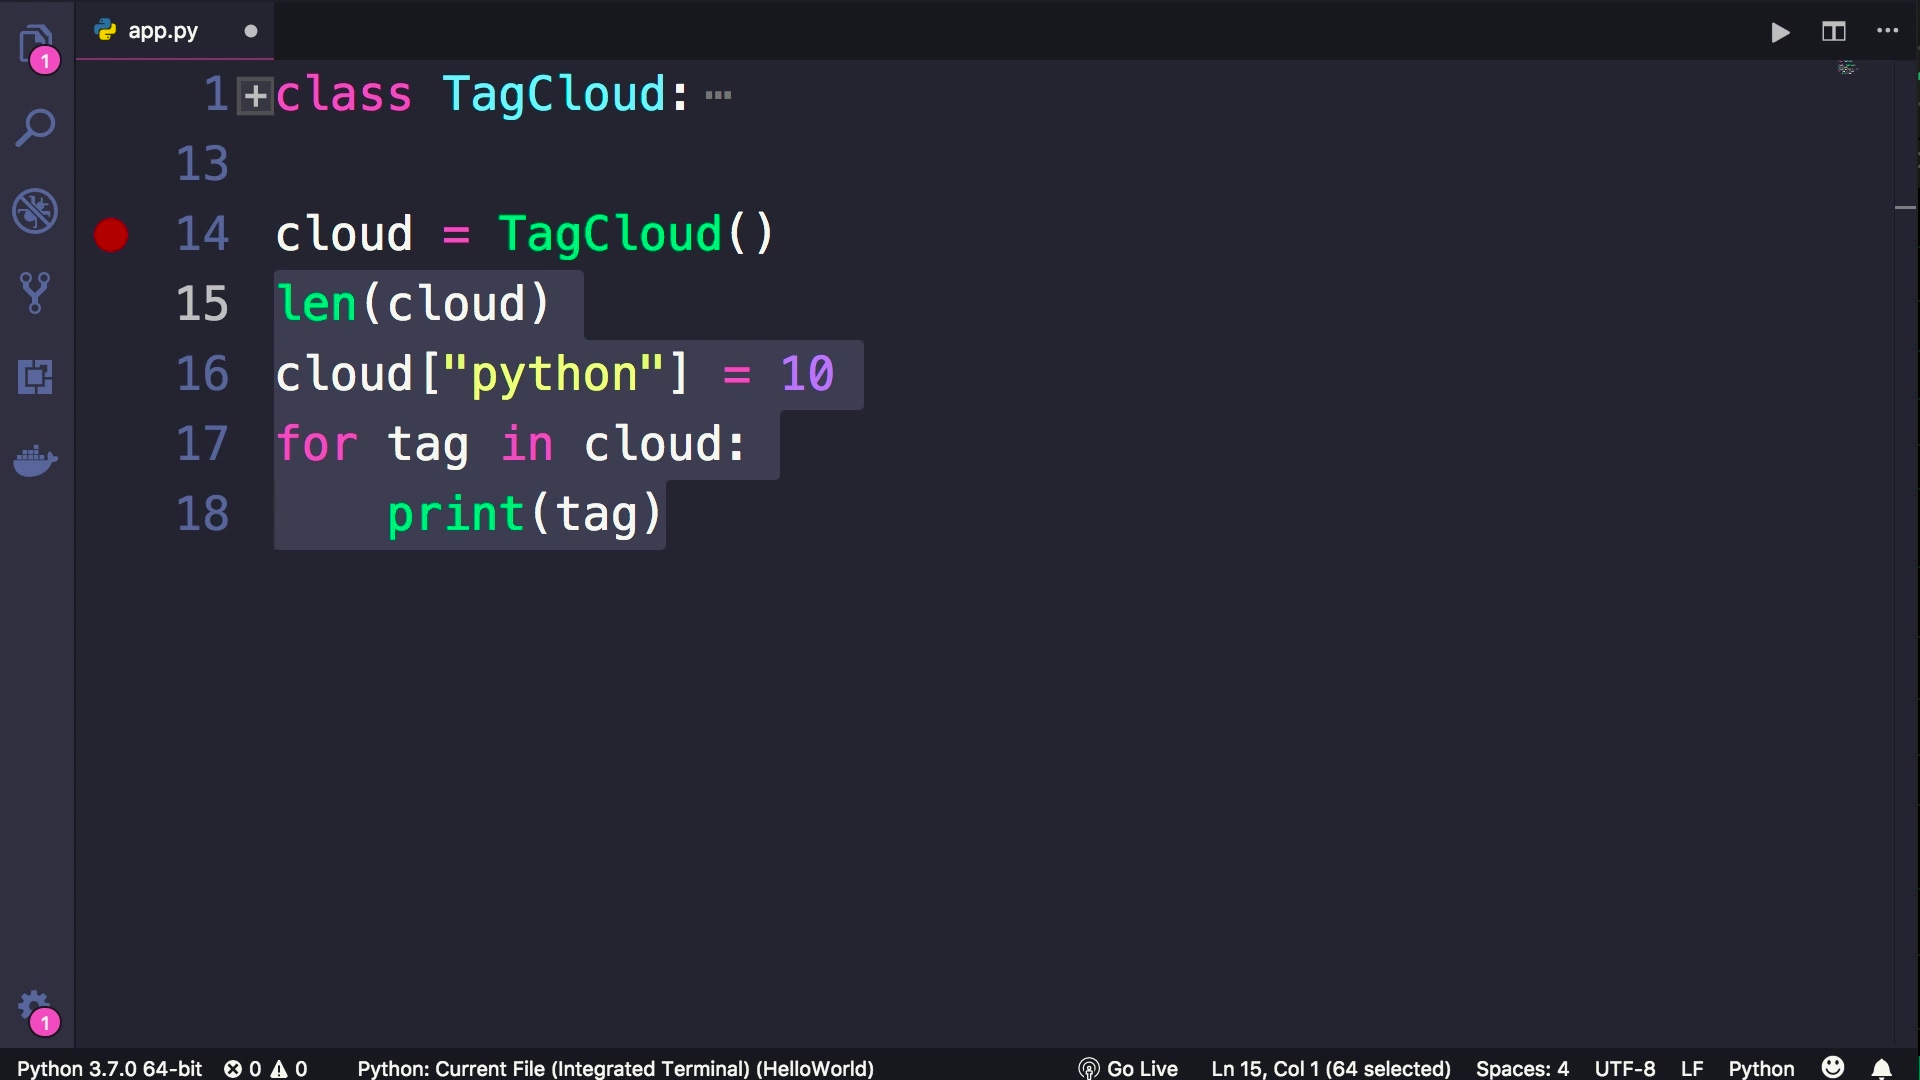 app.py
1
1 class TagCloud:
13
14 cloud = TagCloud()
15 len(cloud)
16 cloud["python"] = 10
17 for tag in cloud:
18     print(tag)
1
Python 3.7.0 64-bit 0 0 Python: Current File (Integrated Terminal) (HelloWorld) Go Live Ln 15, Col 1 (64 selected) Spaces: 4 UTF-8 LF Python